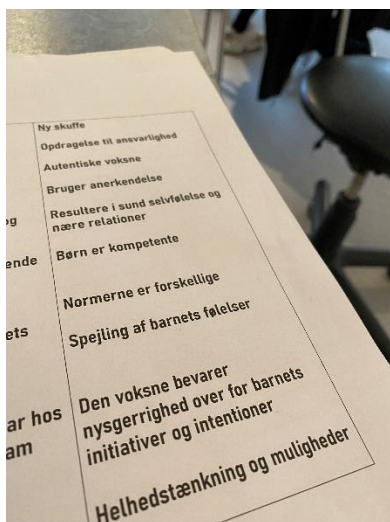 Ny skuffe
Opdragelse til ansvarlighed
Autentiske voksne
Bruger anerkendelse
og
Resultere i sund selvfølelse og
nære relationer
ende
Børn er kompetente
Normerne er forskellige
ets
Spejling af barnets følelser
ar hos
am
Den voksne bevarer
nysgerrighed over for barnets
initiativer og intentioner
Helhedstænkning og muligheder